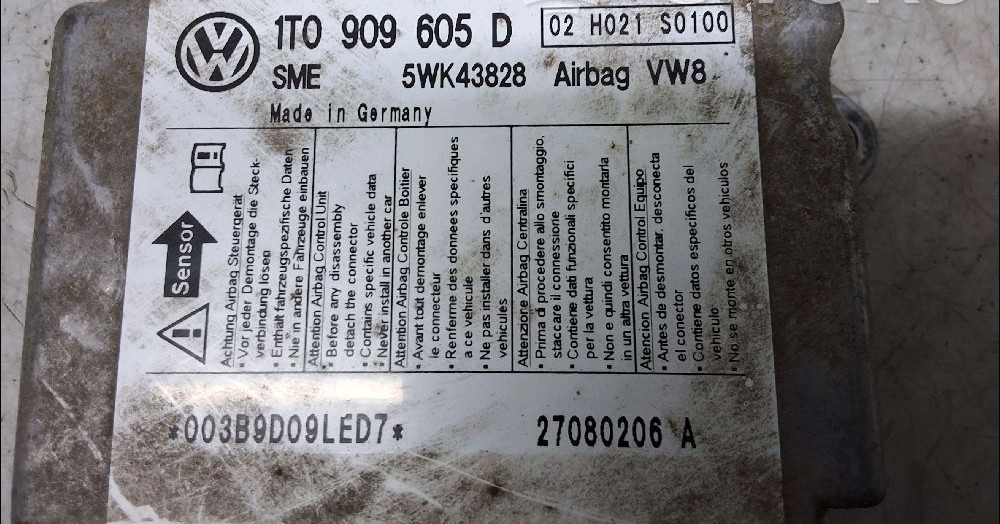 1T0 909 605 D
02 H021 S0100
SME 5WK43828 Airbag VW8
Made in Germany
Sensor
Achtung Airbag Steuergerät
• Vor jeder Demontage die Steck-
verbindung lösen
• Enthält fahrzeugspezifische Daten
• Nie in andere Fahrzeuge einbauen
Attention Airbag Control Unit
• Before any disassembly
detach the connector
• Contains specific vehicle data
• Never install in another car
Attention Airbag Controle Boitier
• Avant tout demontage enlever
le connecteur
• Renferme des donnees specifiques
a ce vehicule
• Ne pas installer dans d'autres
vehicules
Attenzione Airbag Centralina
• Prima di procedere allo smontaggio,
staccare il connessione
• Contiene dati funzionali specifici
per la vettura
• Non e quindi consentito montarla
in un altra vettura
Atencion Airbag Control Equipo
• Antes de desmontar, desconecta
el conector
• Contiene datos especificos del
vehiculo
• No se monte en otros vehiculos
*003B9D09LED7*
27080206 A